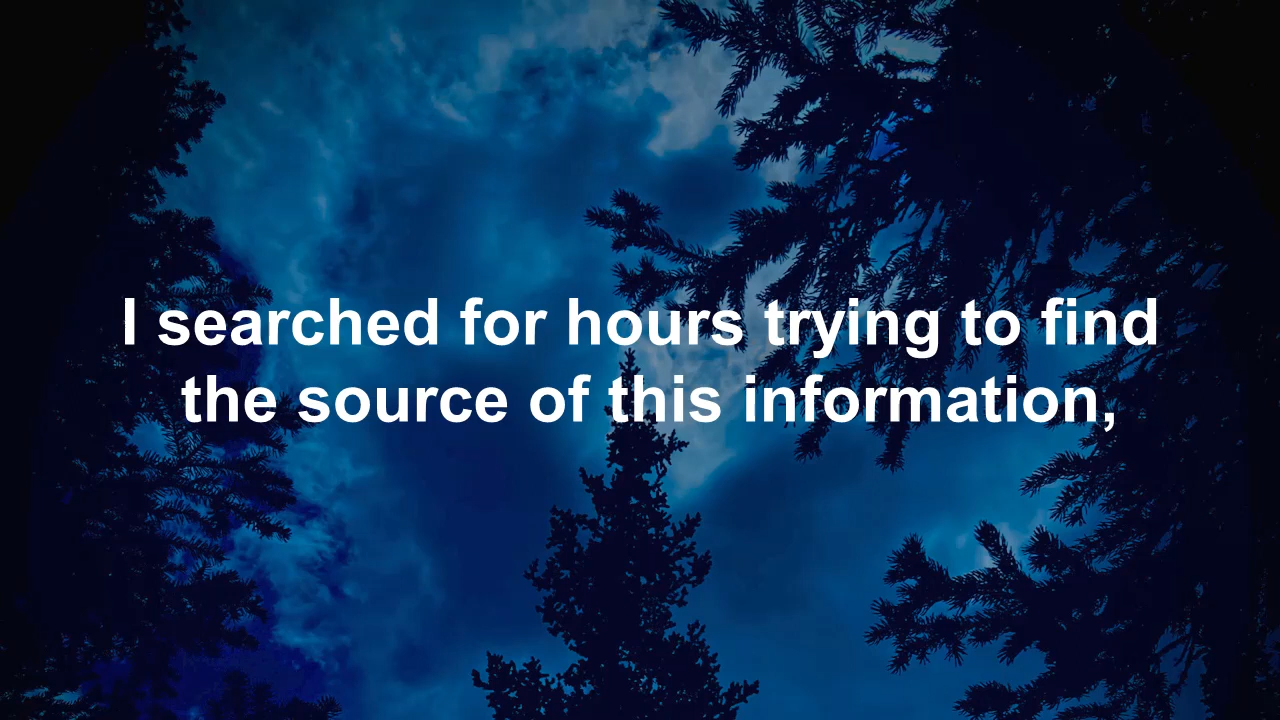 I searched for hours trying to find
the source of this information,